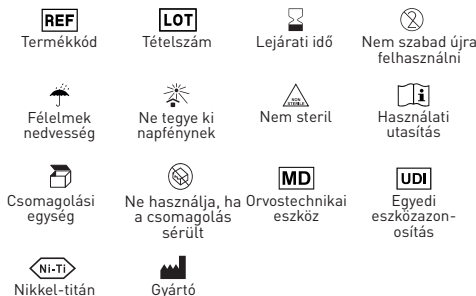 REF
Termékkód
LOT
Tételszám
Lejárati idő
2
Nem szabad újra
felhasználni
Félelmek
nedvesség
Ne tegye ki
napfénynek
NON
STERILE
Nem steril
i
Használati
utasítás
Csomagolási
egység
Ne használja, ha
a csomagolás
sérült
MD
Orvostechnikai
eszköz
UDI
Egyedi
eszközazon-
osítás
Ni-Ti
Nikkel-titán
Gyártó